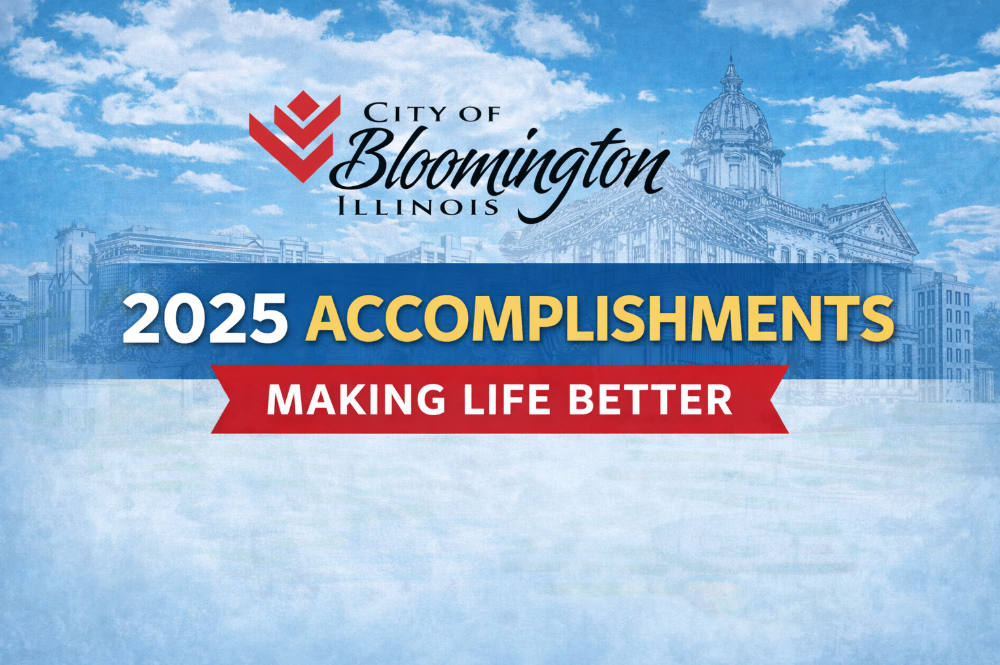 CITY OF
Bloomington
ILLINOIS
2025 ACCOMPLISHMENTS
MAKING LIFE BETTER